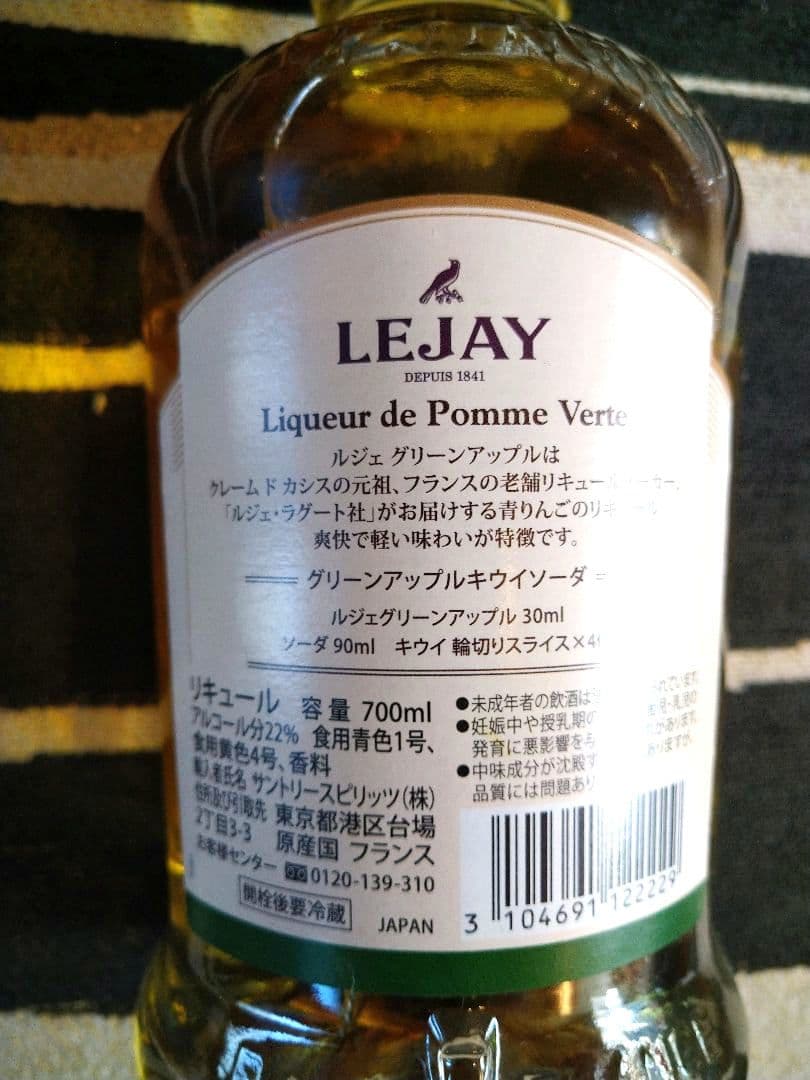 LEJAY
DEPUIS 1841
Liqueur de Pomme Verte
ルジェ グリーンアップルは
クレーム ド カシスの元祖、フランスの老舗リキュール
「ルジェ・ラグート社」がお届けする青りんごのリキュール
爽快で軽い味わいが特徴です。
グリーンアップルキウイソーダ
ルジェグリーンアップル 30ml
ソーダ 90ml キウイ 輪切りスライス×4
リキュール 容量 700ml
アルコール分22% 食用青色1号、
食用黄色4号、香料
輸入者氏名 サントリースピリッツ(株)
住所及び引取先 東京都港区台場
2丁目3-3 原産国 フランス
お客様センター 0120-139-310
開栓後要冷蔵
JAPAN
●未成年者の飲酒は
●妊娠中や授乳期の
発育に悪影響を与
●中味成分が沈殿す
品質には問題あり
3 104691 122229